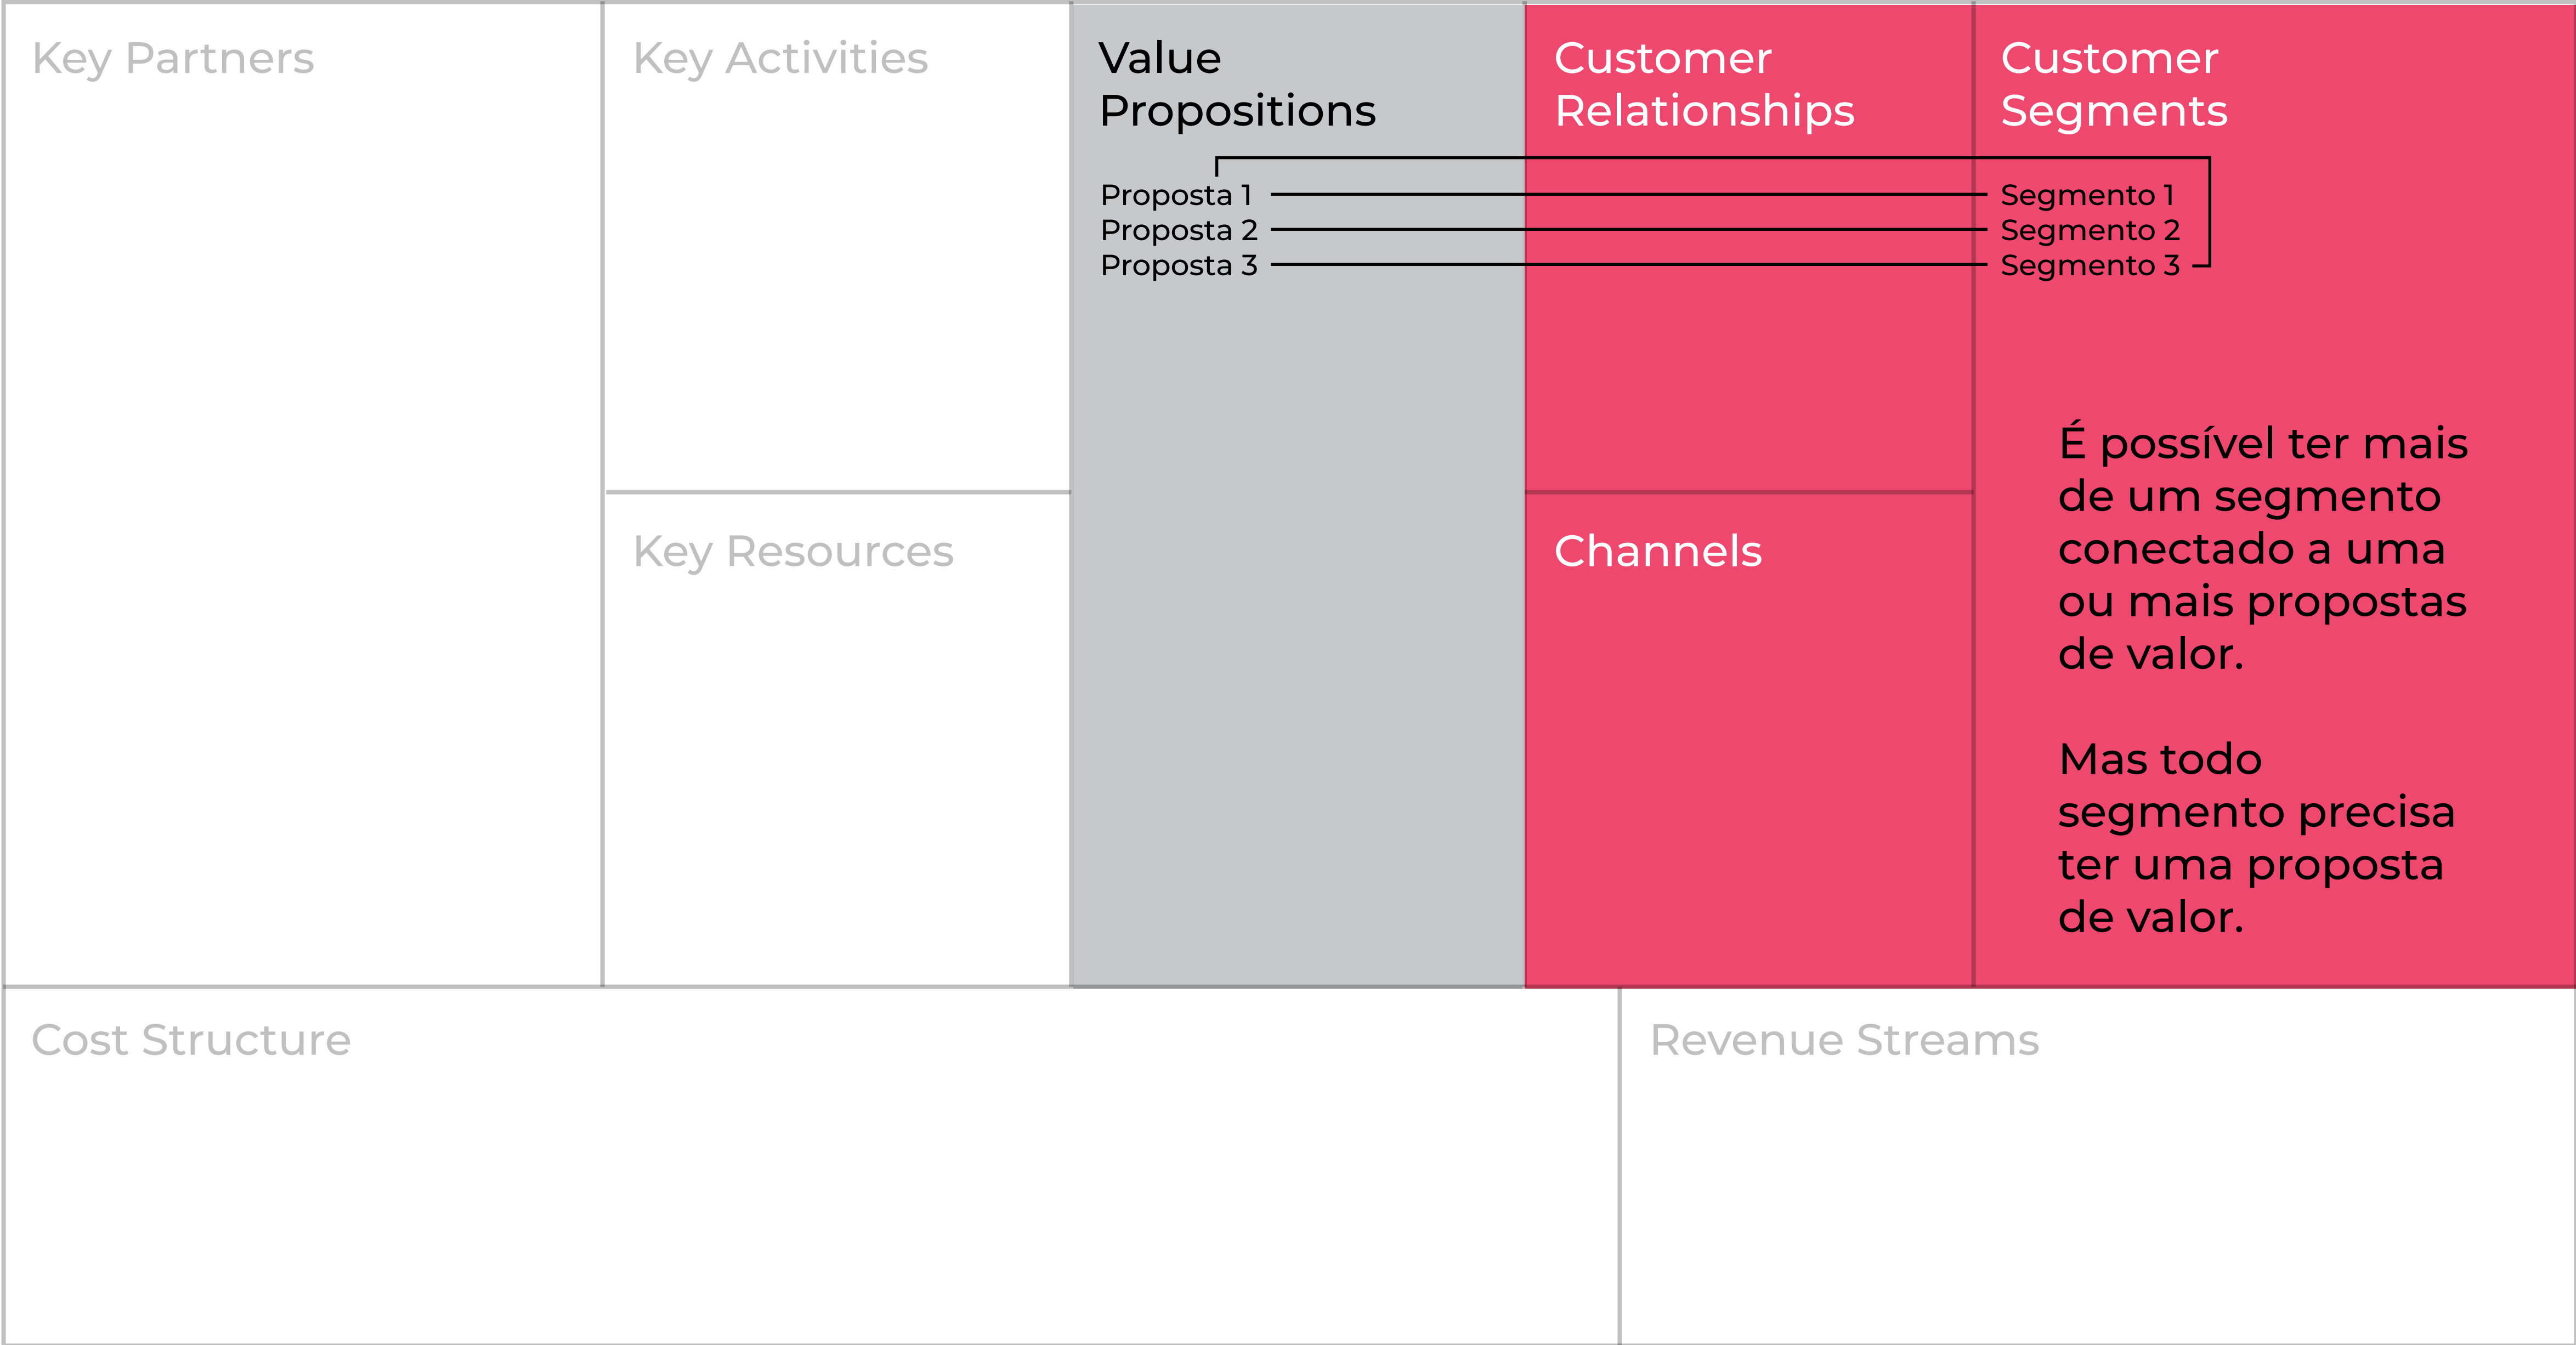 Key Partners
Key Activities
Key Resources
Value
Propositions
Proposta 1
Proposta 2
Proposta 3
Customer
Relationships
Channels
Customer
Segments
Segmento 1
Segmento 2
Segmento 3
É possível ter mais
de um segmento
conectado a uma
ou mais propostas
de valor.
Mas todo
segmento precisa
ter uma proposta
de valor.
Cost Structure
Revenue Streams